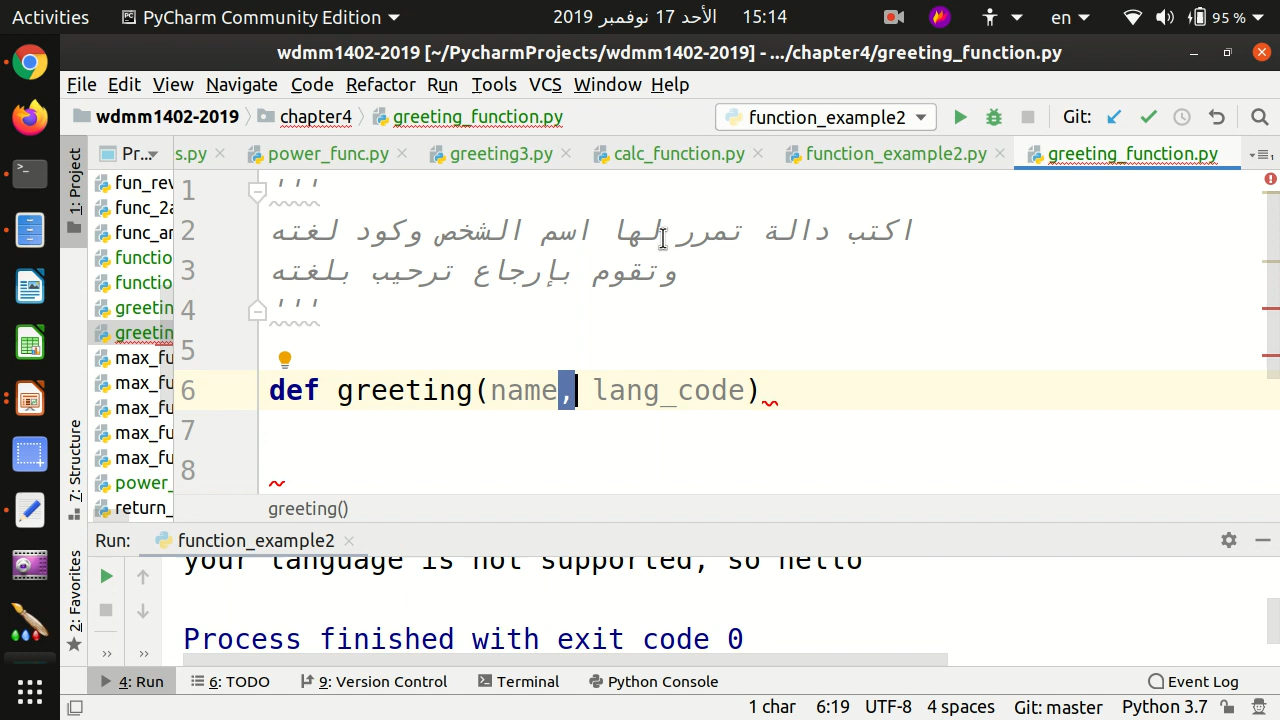 Activities
PyCharm Community Edition
الأحد 17 نوفمبر 2019 15:14
en
95 %
wdmm1402-2019 [~/PycharmProjects/wdmm1402-2019] - .../chapter4/greeting_function.py
File Edit View Navigate Code Refactor Run Tools VCS Window Help
wdmm1402-2019
chapter4
greeting_function.py
function_example2
Git:
1: Project
Pr...
s.py
power_func.py
greeting3.py
calc_function.py
function_example2.py
greeting_function.py
fun_rev
func_2a
func_ar
functio
functio
greetin
greetin
max_fu
max_fu
max_fu
max_fu
max_fu
power_
return_
1 '''
2 اكتب دالة تمرر لها اسم الشخص وكود لغته
3 وتقوم بإرجاع ترحيب بلغته
4 '''
5
6 def greeting(name, lang_code)
7
8
greeting()
7: Structure
2: Favorites
Run: function_example2
your language is not supported, so hello
Process finished with exit code 0
4: Run
6: TODO
9: Version Control
Terminal
Python Console
Event Log
1 char 6:19 UTF-8 4 spaces Git: master Python 3.7